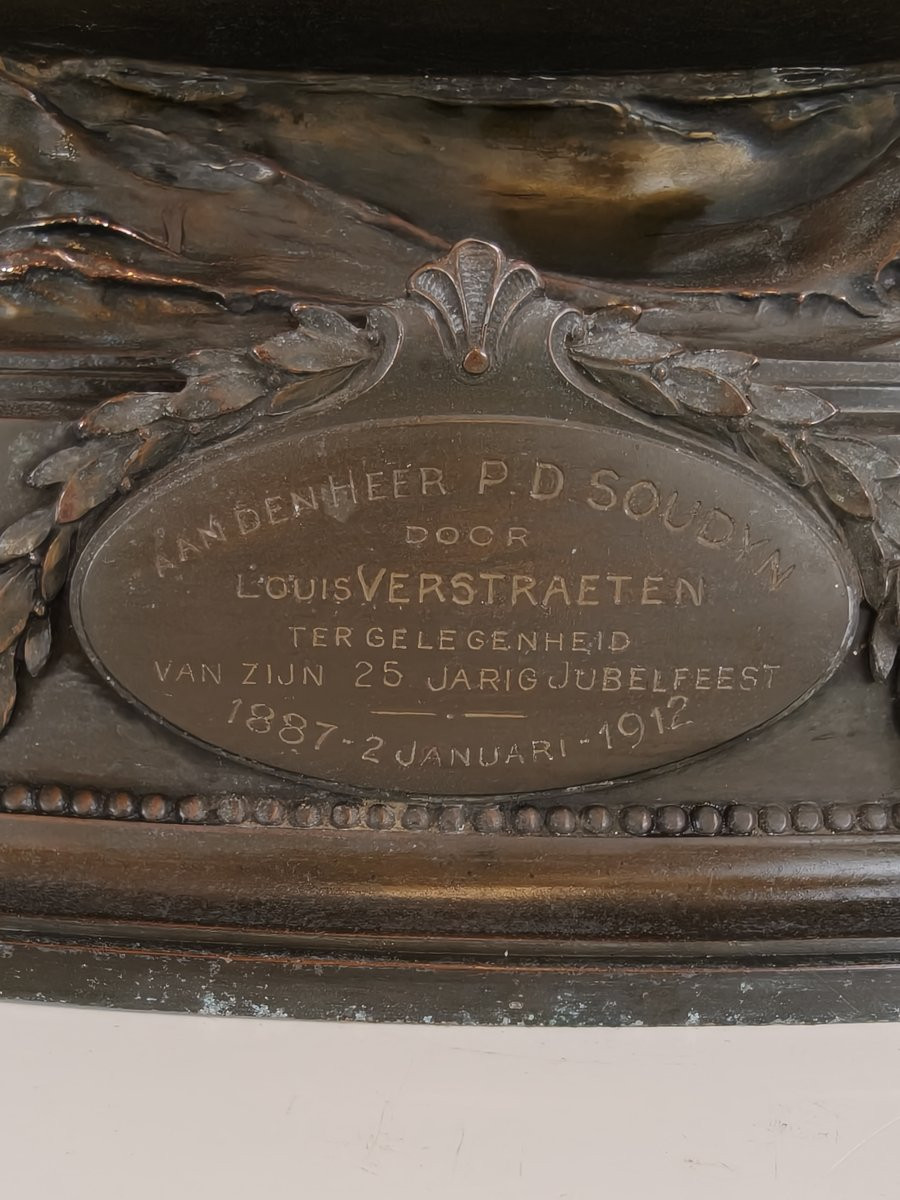 AAN DEN HEER P.D. SOUDYN
DOOR
LOUIS VERSTRAETEN
TER GELEGENHEID
VAN ZIJN 25 JARIG JUBELFEEST
1887-2 JANUARI-1912